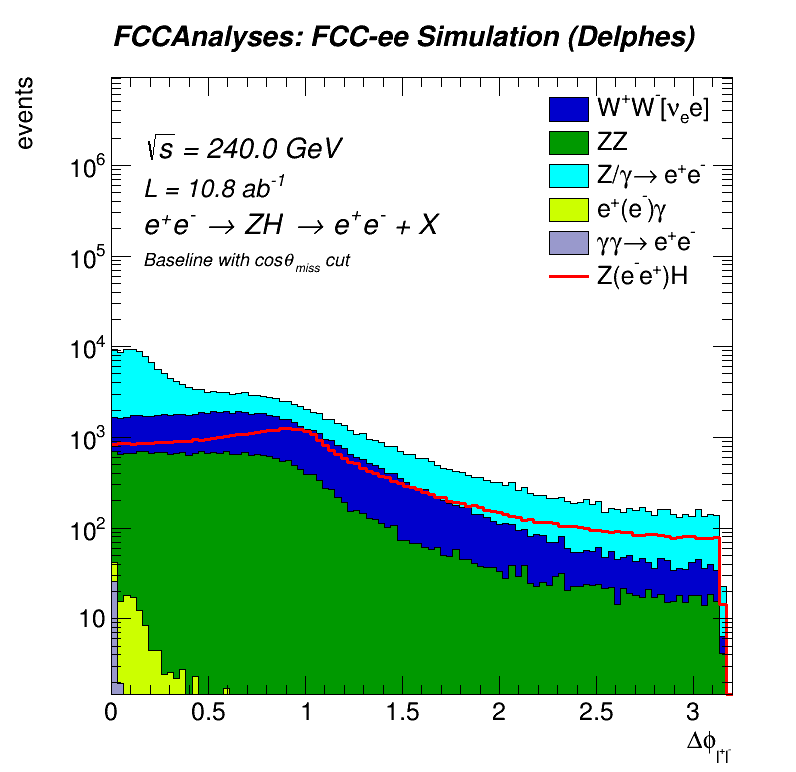 FCCAnalyses: FCC-ee Simulation (Delphes)
events
√s = 240.0 GeV
L = 10.8 ab⁻¹
e⁺e⁻ → ZH → e⁺e⁻ + X
Baseline with cosθ_miss cut
W⁺W⁻[νₑe]
ZZ
Z/γ→ e⁺e⁻
e⁺(e⁻)γ
γγ→ e⁺e⁻
Z(e⁻e⁺)H
10⁶
10⁵
10⁴
10³
10²
10
0 0.5 1 1.5 2 2.5 3
Δϕ_l⁺l⁻